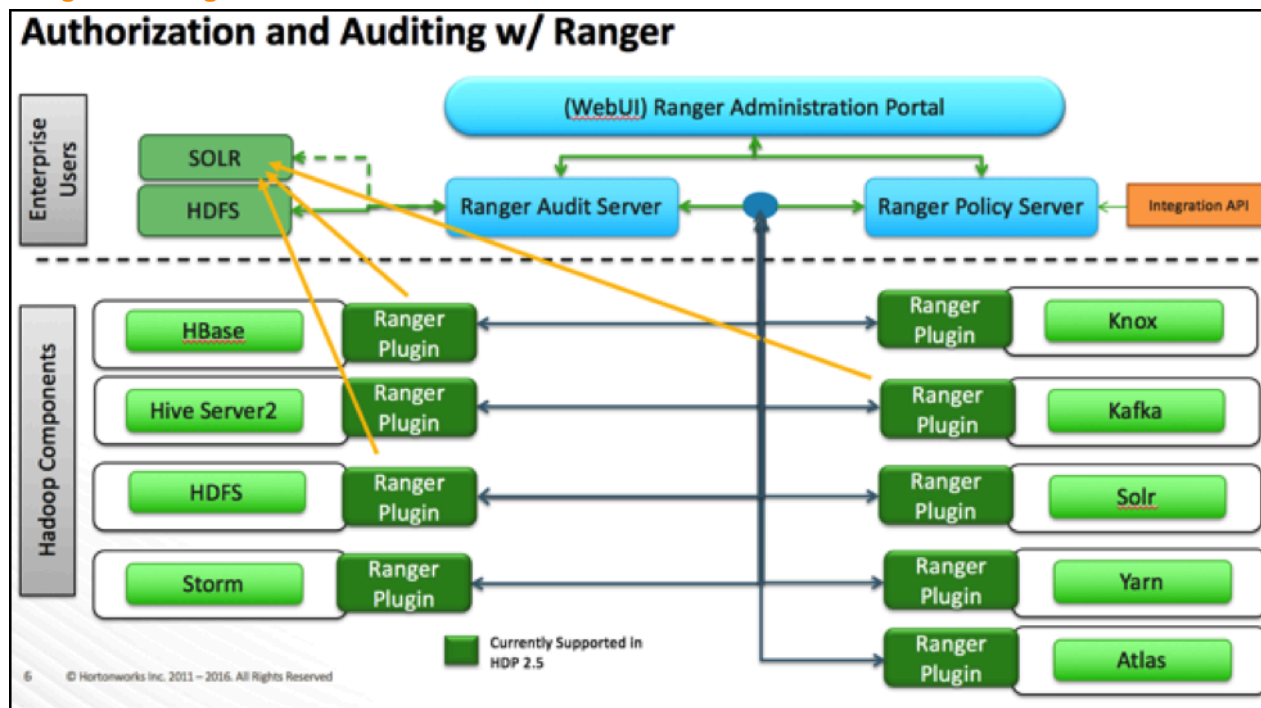 Authorization and Auditing w/ Ranger
Enterprise
Users
(WebUI) Ranger Administration Portal
SOLR
HDFS
Ranger Audit Server
Ranger Policy Server
Integration API
Hadoop Components
HBase
Ranger
Plugin
Ranger
Plugin
Knox
Hive Server2
Ranger
Plugin
Ranger
Plugin
Kafka
HDFS
Ranger
Plugin
Ranger
Plugin
Solr
Storm
Ranger
Plugin
Ranger
Plugin
Yarn
Currently Supported in
HDP 2.5
Ranger
Plugin
Atlas
6 © Hortonworks Inc. 2011 – 2016. All Rights Reserved